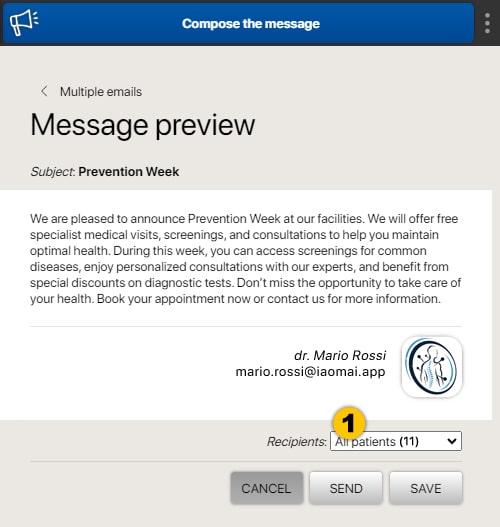 Compose the message
Multiple emails
Message preview
Subject: Prevention Week
We are pleased to announce Prevention Week at our facilities. We will offer free
specialist medical visits, screenings, and consultations to help you maintain
optimal health. During this week, you can access screenings for common
diseases, enjoy personalized consultations with our experts, and benefit from
special discounts on diagnostic tests. Don’t miss the opportunity to take care of
your health. Book your appointment now or contact us for more information.
dr. Mario Rossi
mario.rossi@iaomai.app
1
Recipients: All patients (11)
CANCEL SEND SAVE